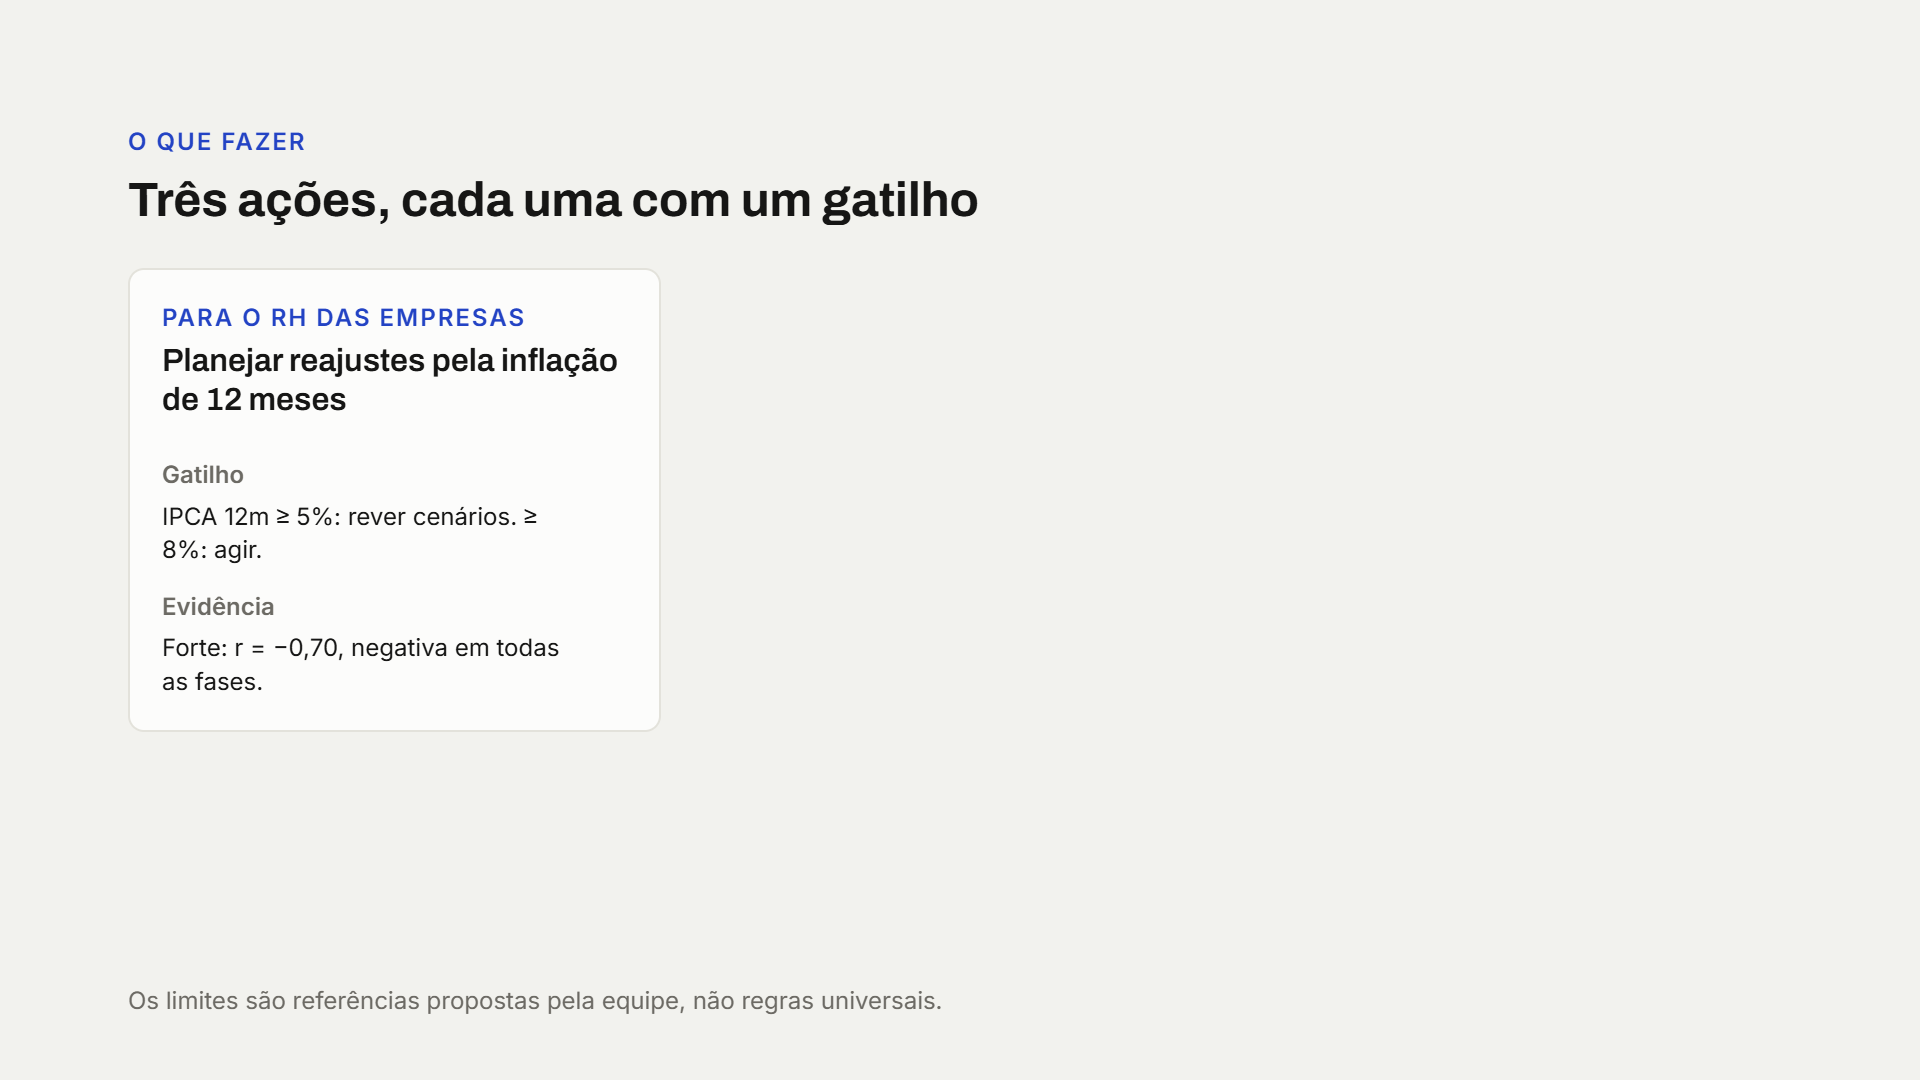 O QUE FAZER
Três ações, cada uma com um gatilho
PARA O RH DAS EMPRESAS
Planejar reajustes pela inflação
de 12 meses
Gatilho
IPCA 12m ≥ 5%: rever cenários. ≥
8%: agir.
Evidência
Forte: r = −0,70, negativa em todas
as fases.
Os limites são referências propostas pela equipe, não regras universais.